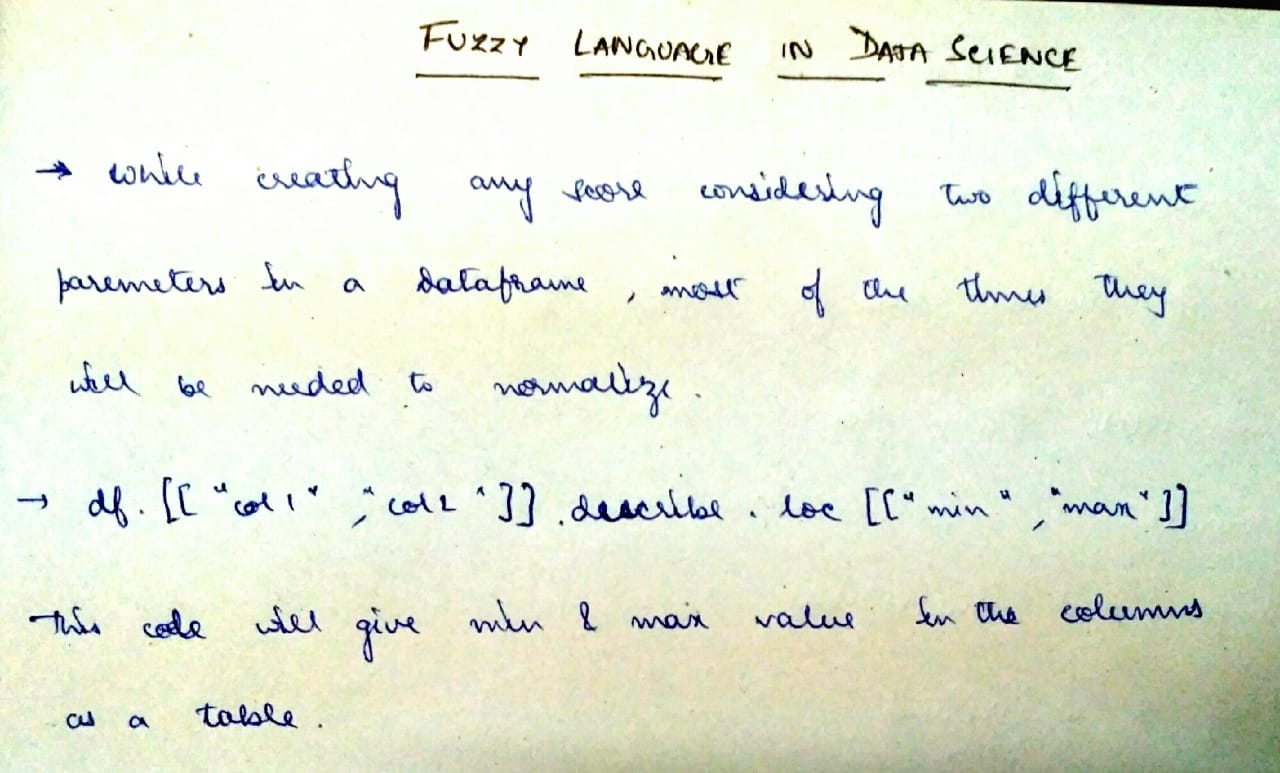 FUZZY LANGUAGE IN DATA SCIENCE
→ while creating any score considering two different
paremeters in a dataframe, most of the times they
will be needed to normalize.
→ df. [["col1", "col2"]]. describe. loc [["min", "max"]]
This code will give min & max value in the columns
as a table.